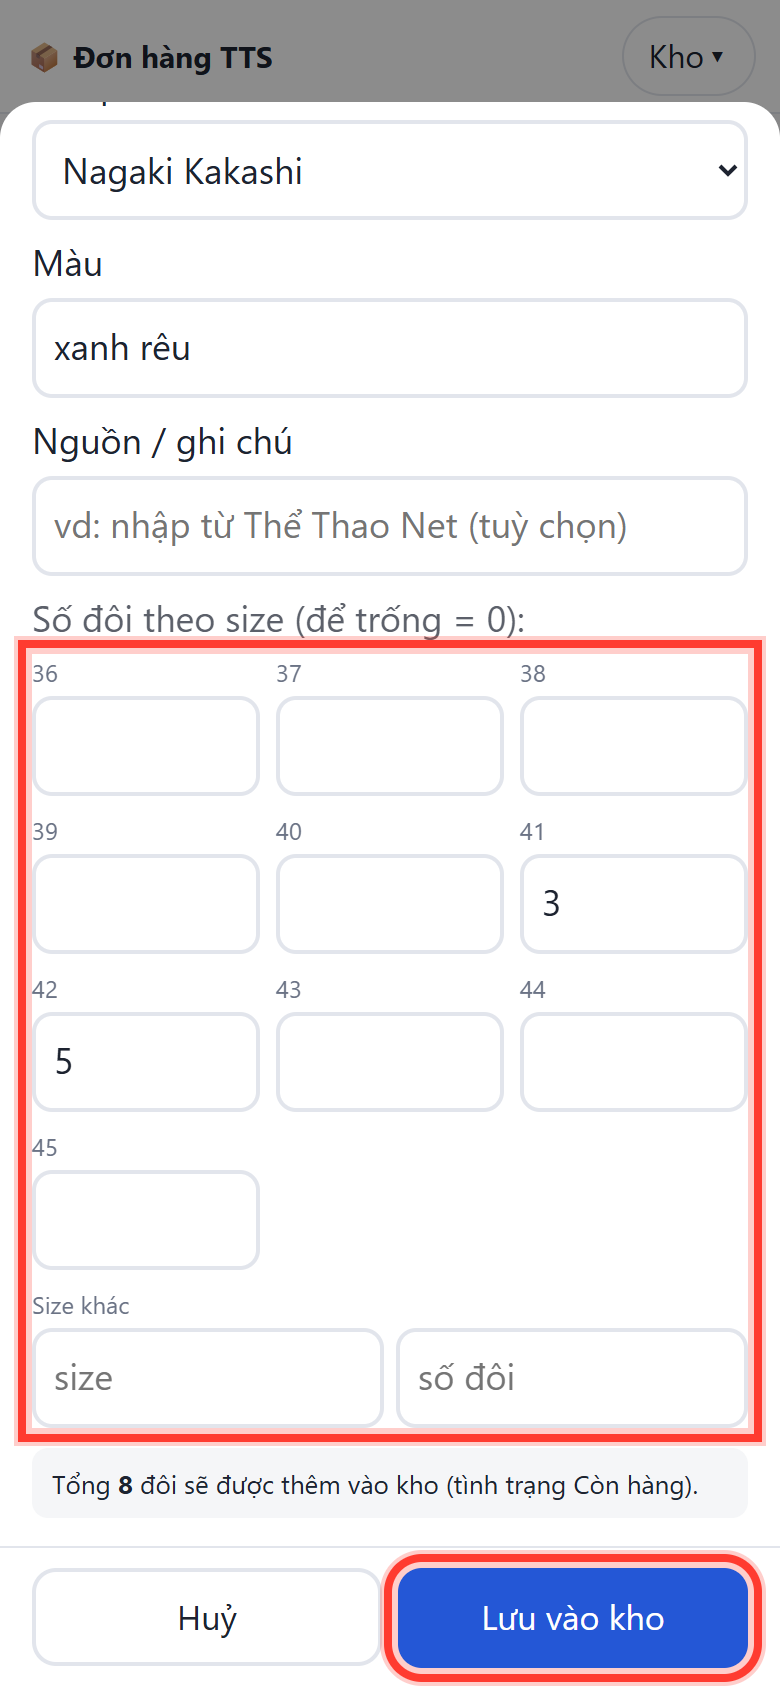 📦 Đơn hàng TTS
Kho ▾
Nagaki Kakashi
Màu
xanh rêu
Nguồn / ghi chú
vd: nhập từ Thể Thao Net (tuỳ chọn)
Số đôi theo size (để trống = 0):
36 37 38
39 40 41
3
42 43 44
5
45
Size khác
size số đôi
Tổng 8 đôi sẽ được thêm vào kho (tình trạng Còn hàng).
Huỷ Lưu vào kho